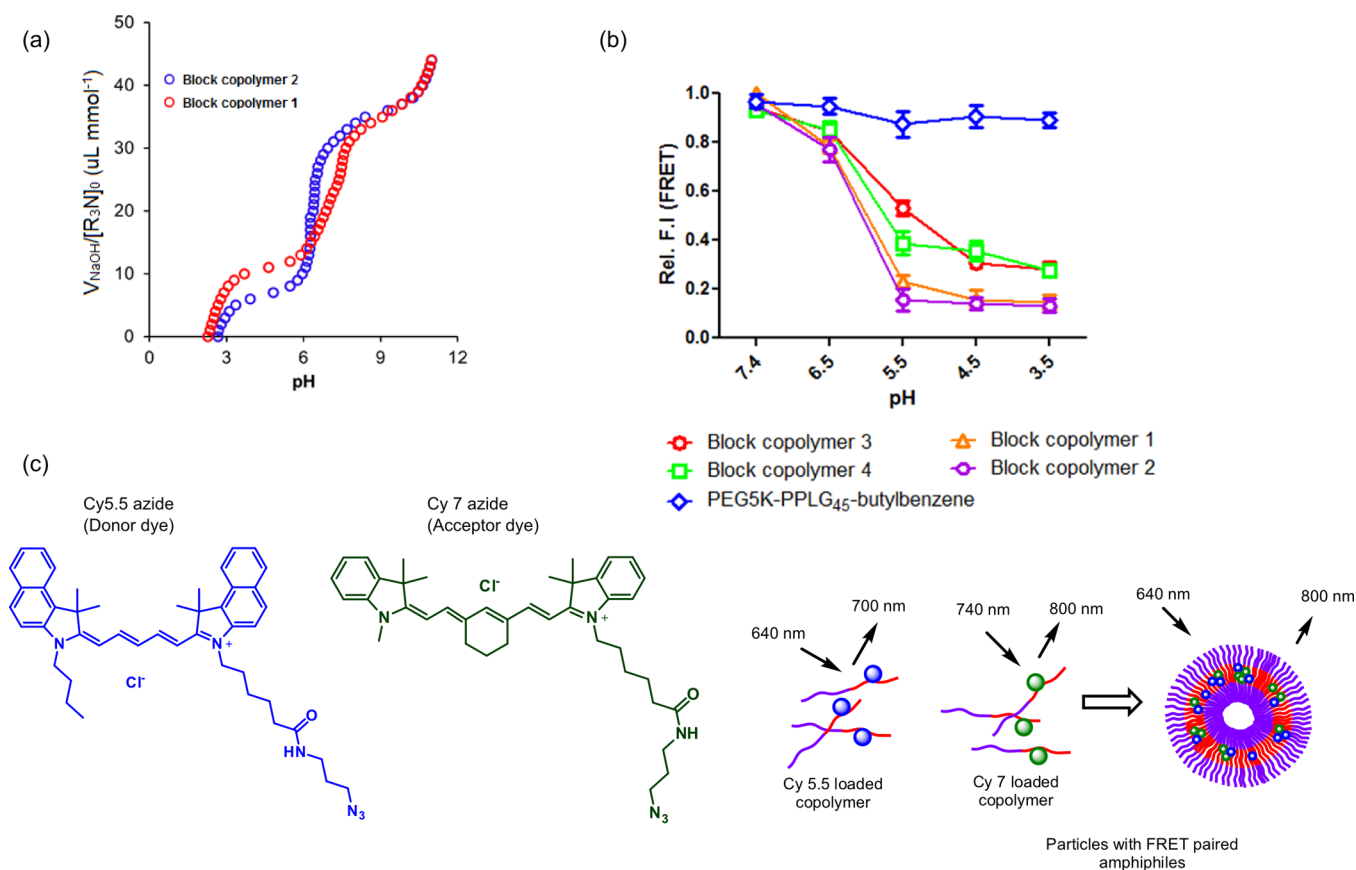 (a)
50
40
30
20
10
0
V_NaOH/[R₃N]₀ (uL mmol⁻¹)
Block copolymer 2
Block copolymer 1
0
3
6
9
12
pH
(b)
1.0
0.8
0.6
0.4
0.2
0.0
Rel. F.I (FRET)
7.4
6.5
5.5
4.5
3.5
pH
Block copolymer 3
Block copolymer 1
Block copolymer 4
Block copolymer 2
PEG5K-PPLG₄₅-butylbenzene
(c)
Cy5.5 azide
(Donor dye)
N
N
+
Cl⁻
O
HN
N₃
Cy 7 azide
(Acceptor dye)
Cl⁻
N
N
+
O
NH
N₃
640 nm
700 nm
Cy 5.5 loaded
copolymer
740 nm
800 nm
Cy 7 loaded
copolymer
640 nm
800 nm
Particles with FRET paired
amphiphiles